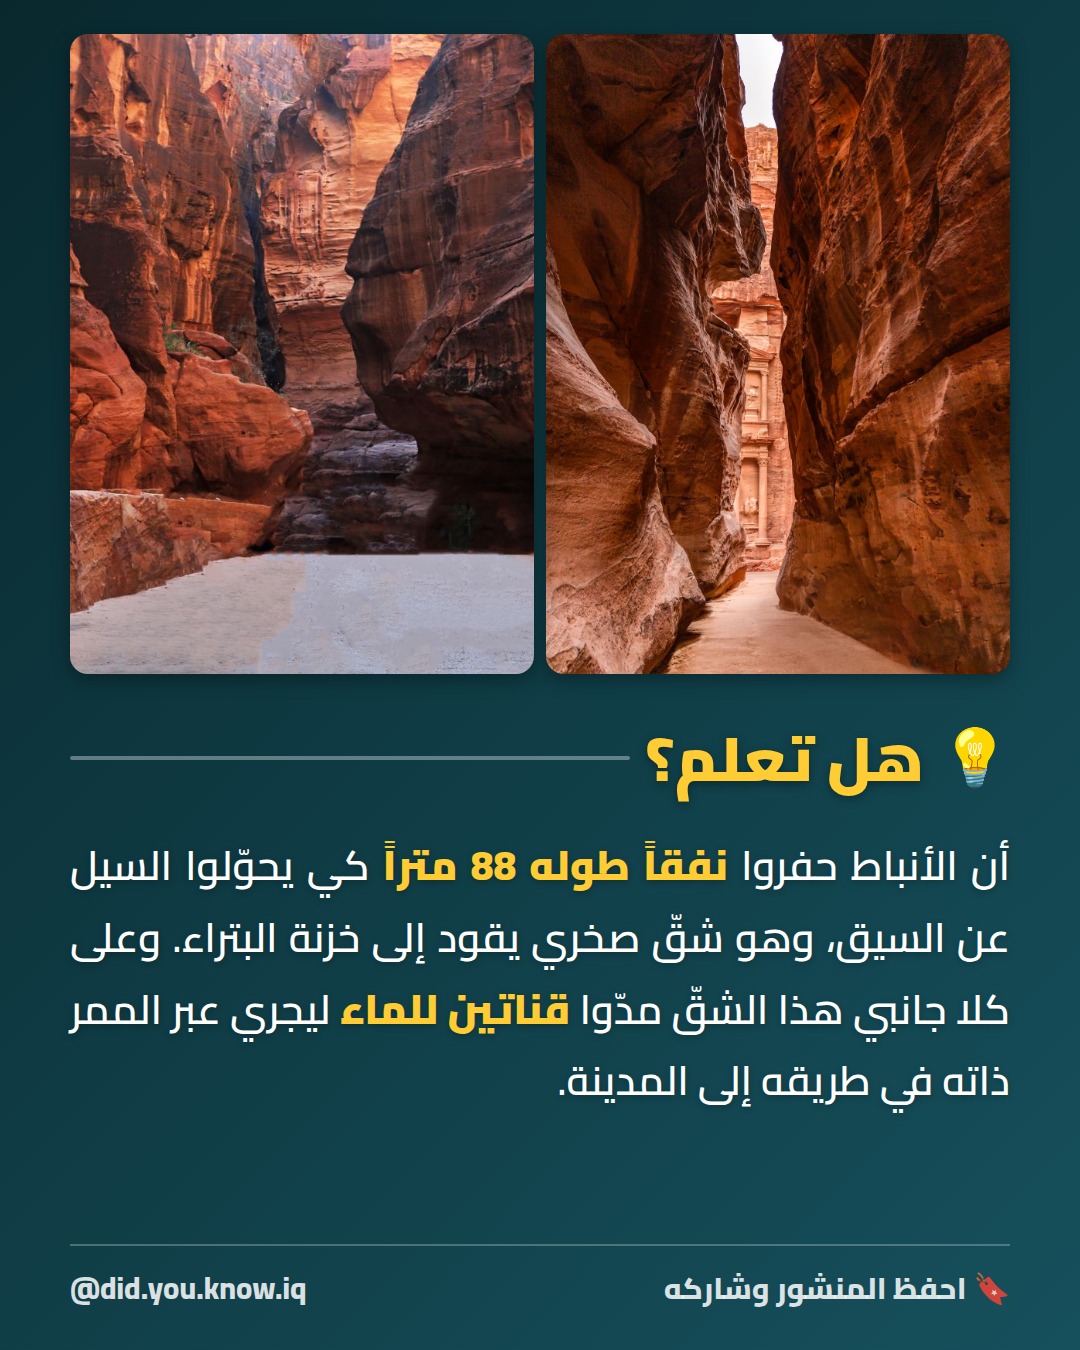 هل تعلم؟
أن الأنباط حفروا نفقاً طوله 88 متراً كي يحوّلوا السيل
عن السيق، وهو شقّ صخري يقود إلى خزنة البتراء. وعلى
كلا جانبي هذا الشقّ مدّوا قناتين للماء ليجري عبر الممر
ذاته في طريقه إلى المدينة.
احفظ المنشور وشاركه
@did.you.know.iq